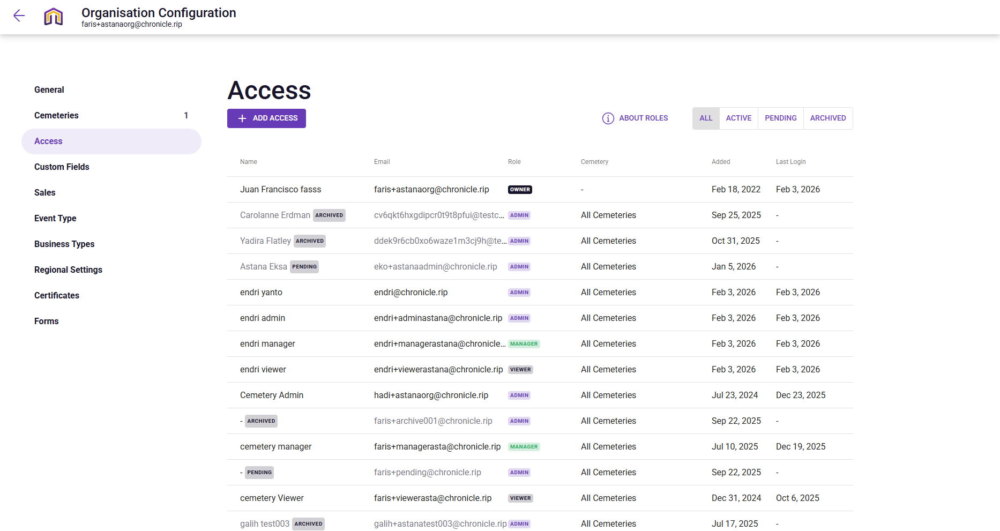 Organisation Configuration
faris+astanaorg@chronicle.rip
General
Cemeteries 1
Access
Custom Fields
Sales
Event Type
Business Types
Regional Settings
Certificates
Forms
Access
ADD ACCESS
ABOUT ROLES
ALL ACTIVE PENDING ARCHIVED
Name Email Role Cemetery Added Last Login
Juan Francisco fasss faris+astanaorg@chronicle.rip OWNER - Feb 18, 2022 Feb 3, 2026
Carolanne Erdman ARCHIVED cv6qkt6hxgdipcr0t9t8pfui@testc... ADMIN All Cemeteries Sep 25, 2025 -
Yadira Flatley ARCHIVED ddek9r6cb0xo6waze1m3cj9h@te... ADMIN All Cemeteries Oct 31, 2025 -
Astana Eksa PENDING eko+astanaadmin@chronicle.rip ADMIN All Cemeteries Jan 5, 2026 -
endri yanto endri@chronicle.rip ADMIN All Cemeteries Feb 3, 2026 Feb 3, 2026
endri admin endri+adminastana@chronicle.rip ADMIN All Cemeteries Feb 3, 2026 Feb 3, 2026
endri manager endri+managerastana@chronicle... MANAGER All Cemeteries Feb 3, 2026 Feb 3, 2026
endri viewer endri+viewerastana@chronicle.rip VIEWER All Cemeteries Feb 3, 2026 Feb 3, 2026
Cemetery Admin hadi+astanaorg@chronicle.rip ADMIN All Cemeteries Jul 23, 2024 Dec 23, 2025
- ARCHIVED faris+archive001@chronicle.rip ADMIN All Cemeteries Sep 22, 2025 -
cemetery manager faris+managerasta@chronicle.rip MANAGER All Cemeteries Jul 10, 2025 Dec 19, 2025
- PENDING faris+pending@chronicle.rip ADMIN All Cemeteries Sep 22, 2025 -
cemetery Viewer faris+viewerasta@chronicle.rip VIEWER All Cemeteries Dec 31, 2024 Oct 6, 2025
galih test003 ARCHIVED galih+astanatest003@chronicle.rip ADMIN All Cemeteries Jul 17, 2025 -